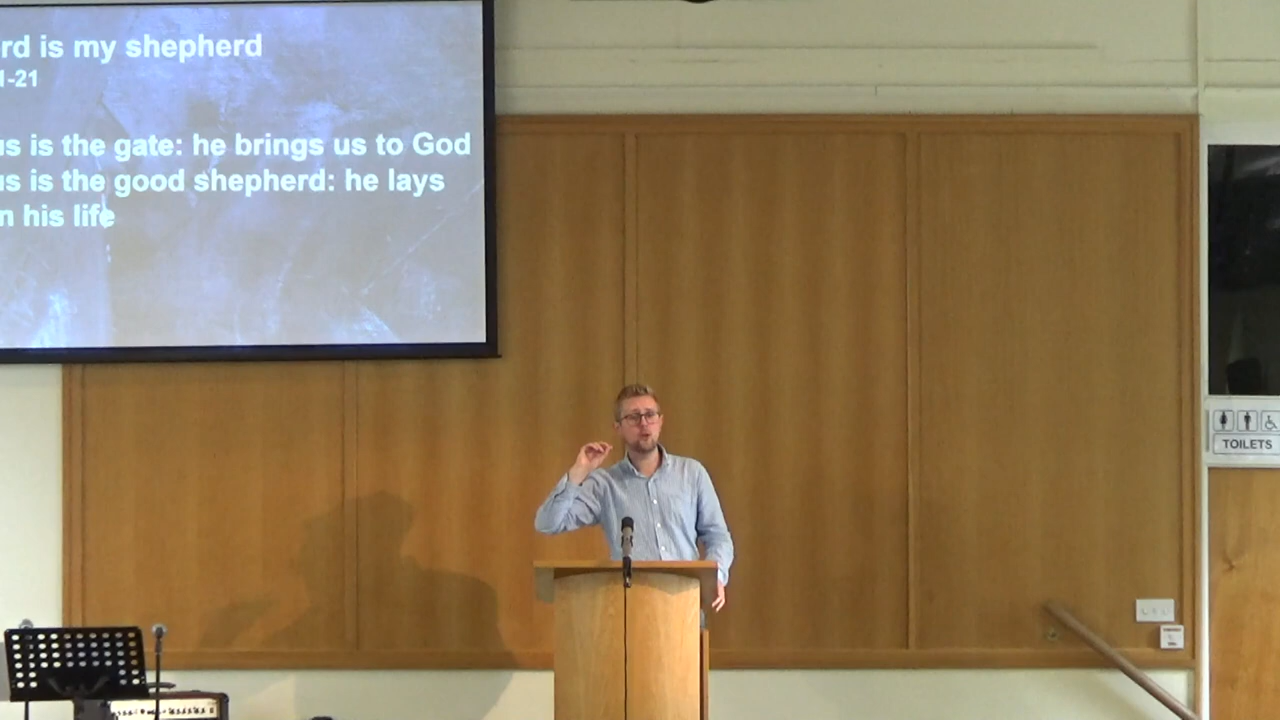 rd is my shepherd
1-21
us is the gate: he brings us to God
us is the good shepherd: he lays
n his life
TOILETS